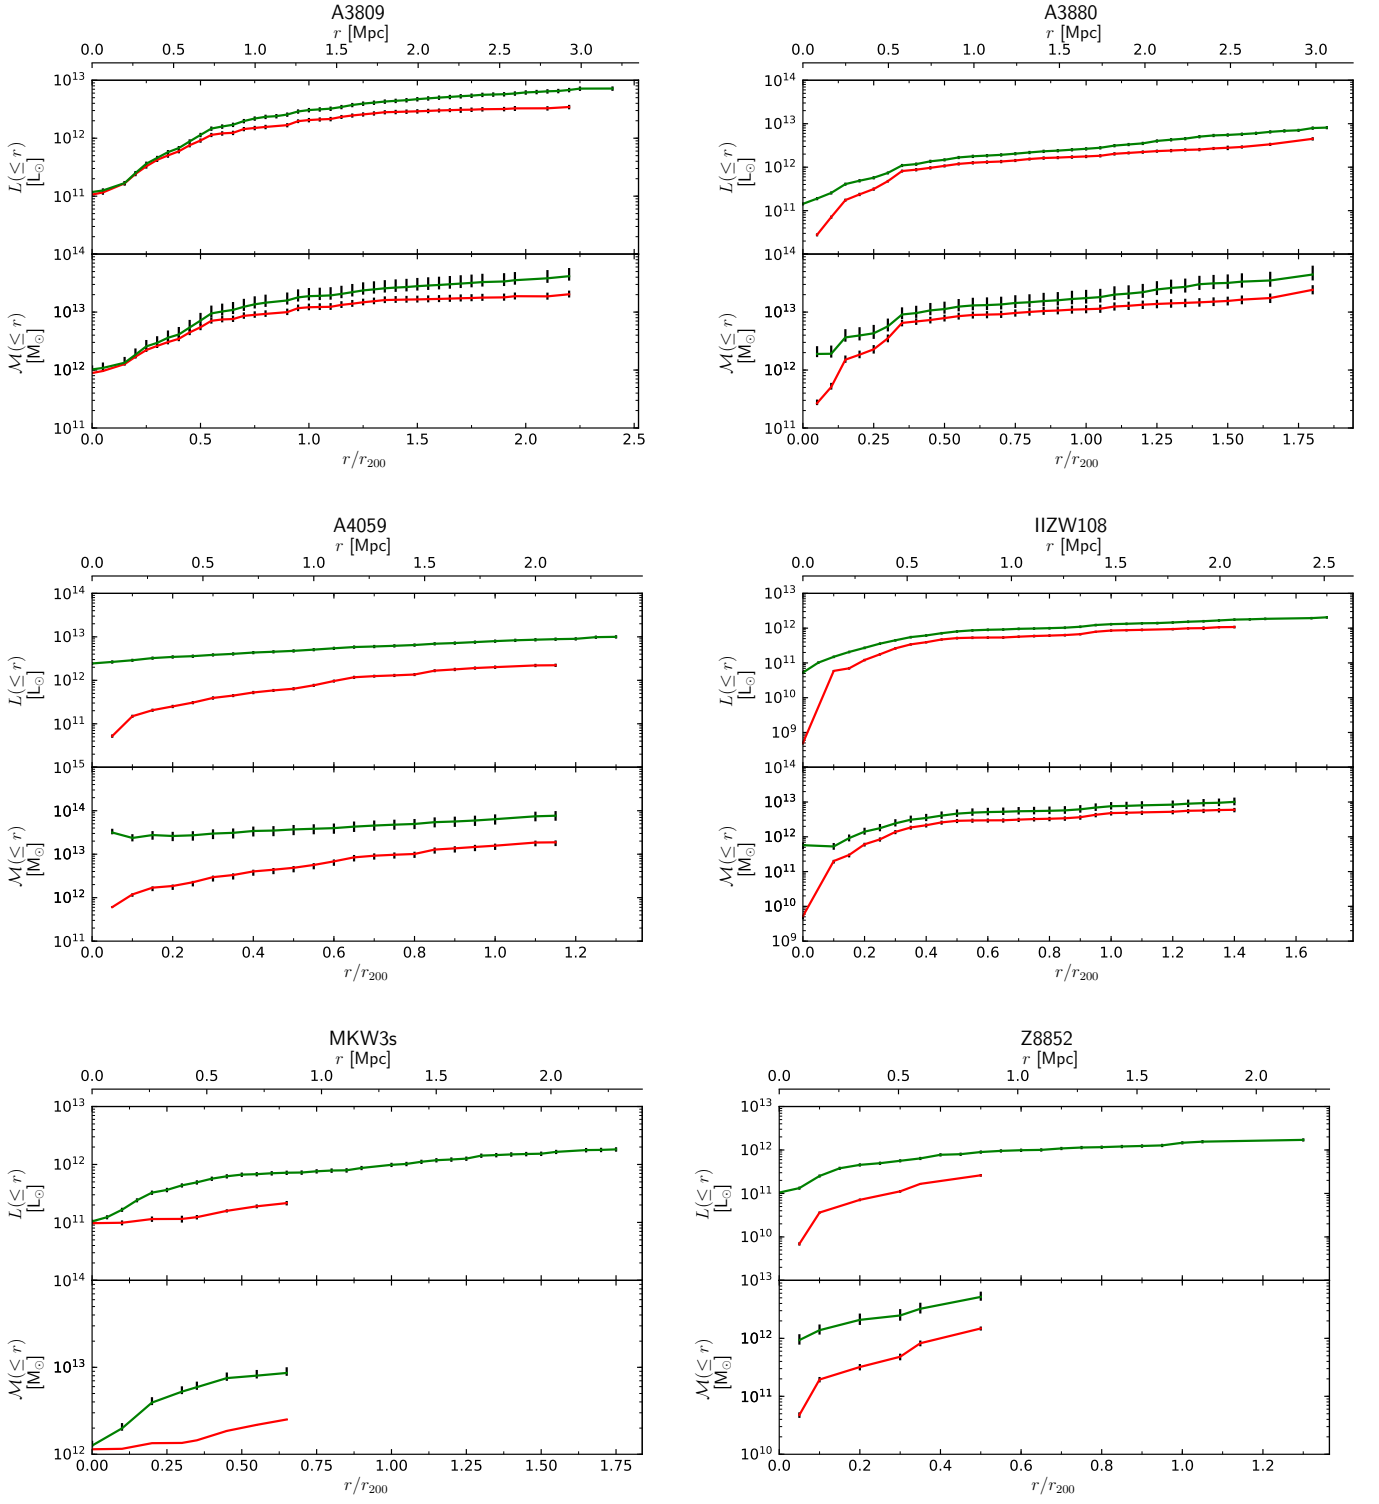 A3809
r [Mpc]
0.0 0.5 1.0 1.5 2.0 2.5 3.0
10^13
10^12
10^11
10^14
L(≤ r)
[L⊙]
10^13
10^12
10^11
M(≤ r)
[M⊙]
0.0 0.5 1.0 1.5 2.0 2.5
r/r200
A3880
r [Mpc]
0.0 0.5 1.0 1.5 2.0 2.5 3.0
10^14
10^13
10^12
10^11
10^14
L(≤ r)
[L⊙]
10^13
10^12
10^11
M(≤ r)
[M⊙]
0.00 0.25 0.50 0.75 1.00 1.25 1.50 1.75
r/r200
A4059
r [Mpc]
0.0 0.5 1.0 1.5 2.0
10^14
10^13
10^12
10^11
10^15
L(≤ r)
[L⊙]
10^14
10^13
10^12
10^11
M(≤ r)
[M⊙]
0.0 0.2 0.4 0.6 0.8 1.0 1.2
r/r200
IIZW108
r [Mpc]
0.0 0.5 1.0 1.5 2.0 2.5
10^13
10^12
10^11
10^10
10^9
10^14
L(≤ r)
[L⊙]
10^13
10^12
10^11
10^10
10^9
M(≤ r)
[M⊙]
0.0 0.2 0.4 0.6 0.8 1.0 1.2 1.4 1.6
r/r200
MKW3s
r [Mpc]
0.0 0.5 1.0 1.5 2.0
10^13
10^12
10^11
10^14
L(≤ r)
[L⊙]
10^13
10^12
M(≤ r)
[M⊙]
0.00 0.25 0.50 0.75 1.00 1.25 1.50 1.75
r/r200
Z8852
r [Mpc]
0.0 0.5 1.0 1.5 2.0
10^13
10^12
10^11
10^10
10^13
L(≤ r)
[L⊙]
10^12
10^11
10^10
M(≤ r)
[M⊙]
0.0 0.2 0.4 0.6 0.8 1.0 1.2
r/r200